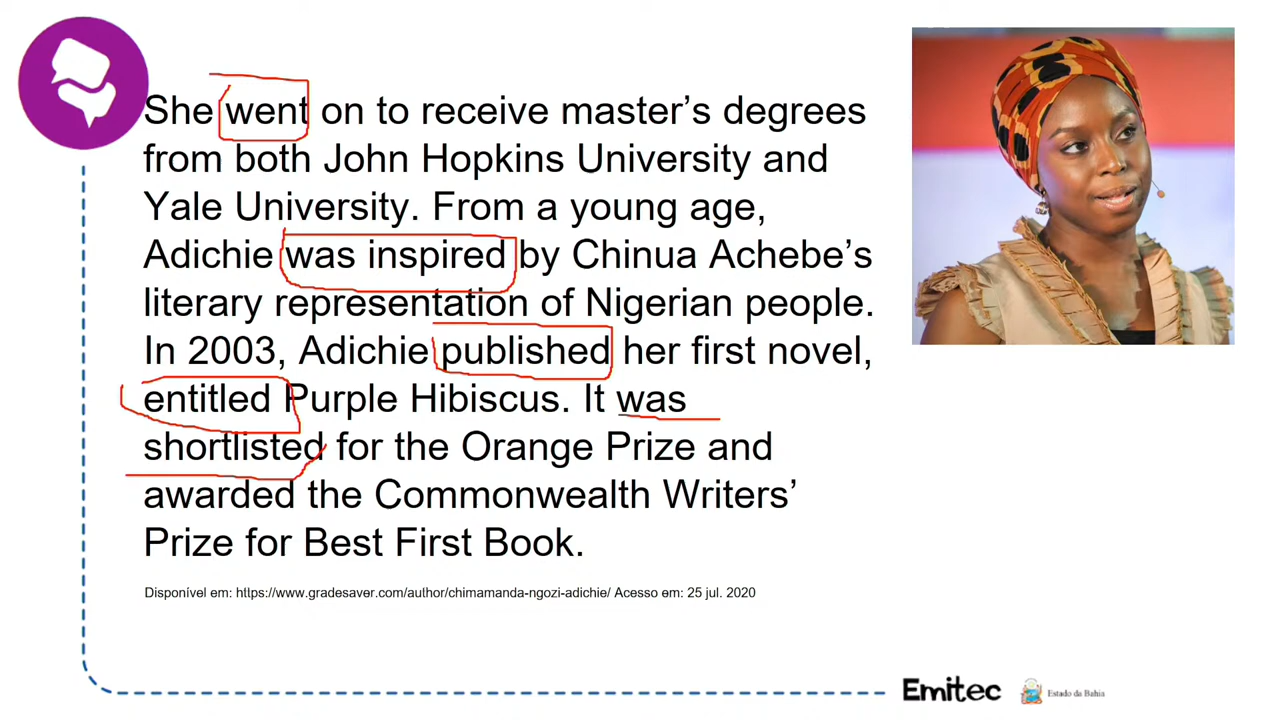 She went on to receive master’s degrees
from both John Hopkins University and
Yale University. From a young age,
Adichie was inspired by Chinua Achebe’s
literary representation of Nigerian people.
In 2003, Adichie published her first novel,
entitled Purple Hibiscus. It was
shortlisted for the Orange Prize and
awarded the Commonwealth Writers’
Prize for Best First Book.
Disponível em: https://www.gradesaver.com/author/chimamanda-ngozi-adichie/ Acesso em: 25 jul. 2020
Emitec
Estado da Bahia